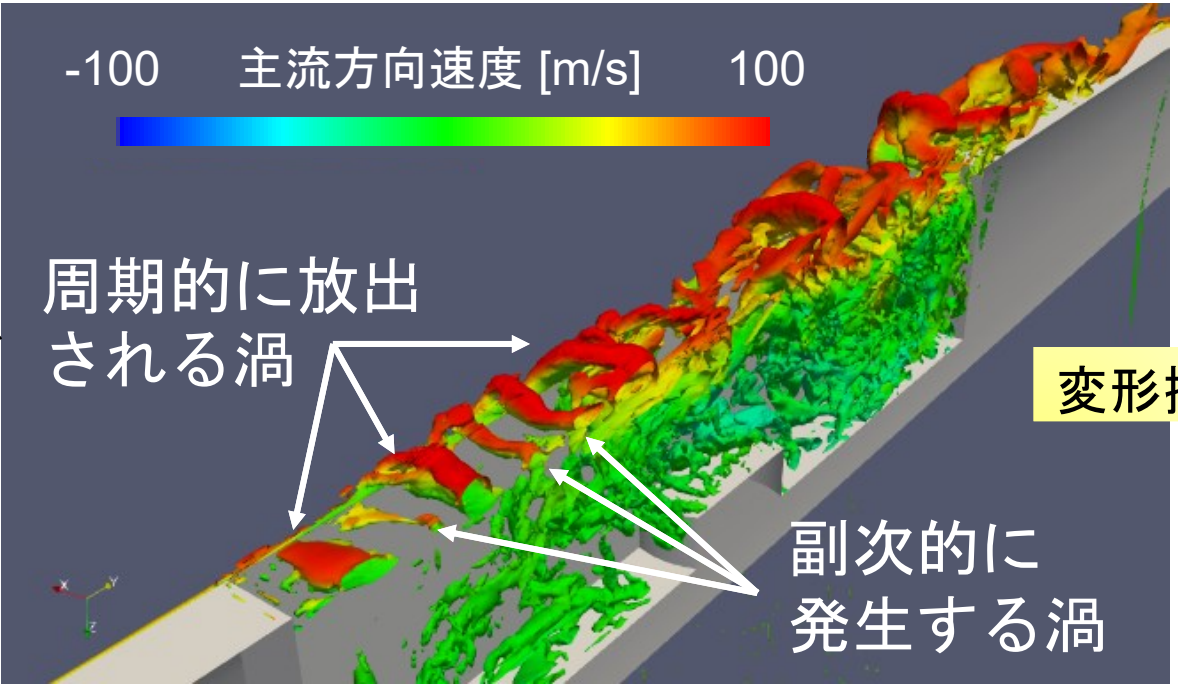 -100 主流方向速度 [m/s] 100
周期的に放出
される渦
変形
副次的に
発生する渦
X
Y
Z